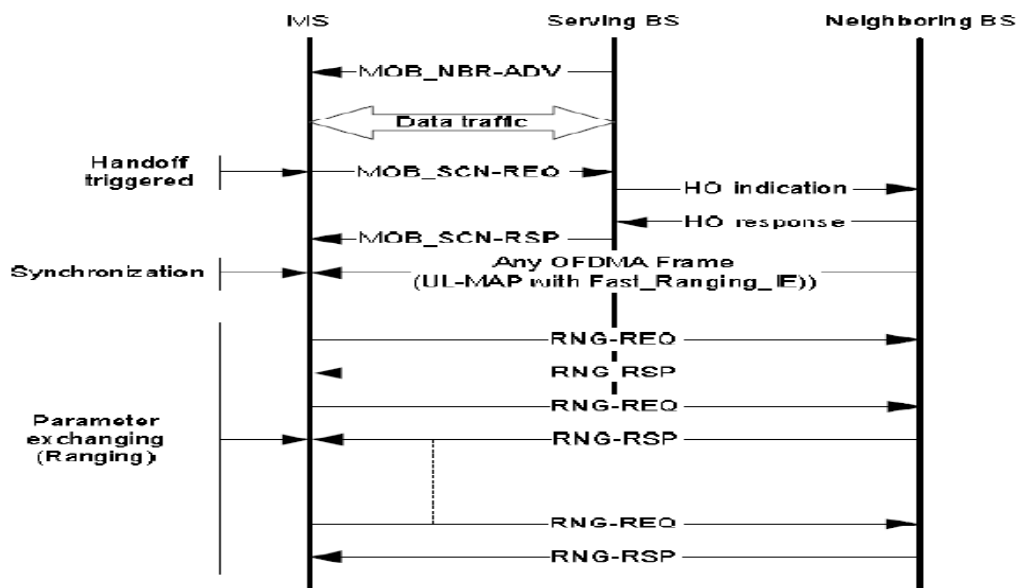 MS
Serving BS
Neighboring BS
MOB_NBR-ADV
Data traffic
Handoff
triggered
MOB_SCN-REQ
HO indication
HO response
MOB_SCN-RSP
Synchronization
Any OFDMA Frame
(UL-MAP with Fast_Ranging_IE))
RNG-REQ
RNG RSP
RNG-REQ
Parameter
exchanging
(Ranging)
RNG-RSP
RNG-REQ
RNG-RSP